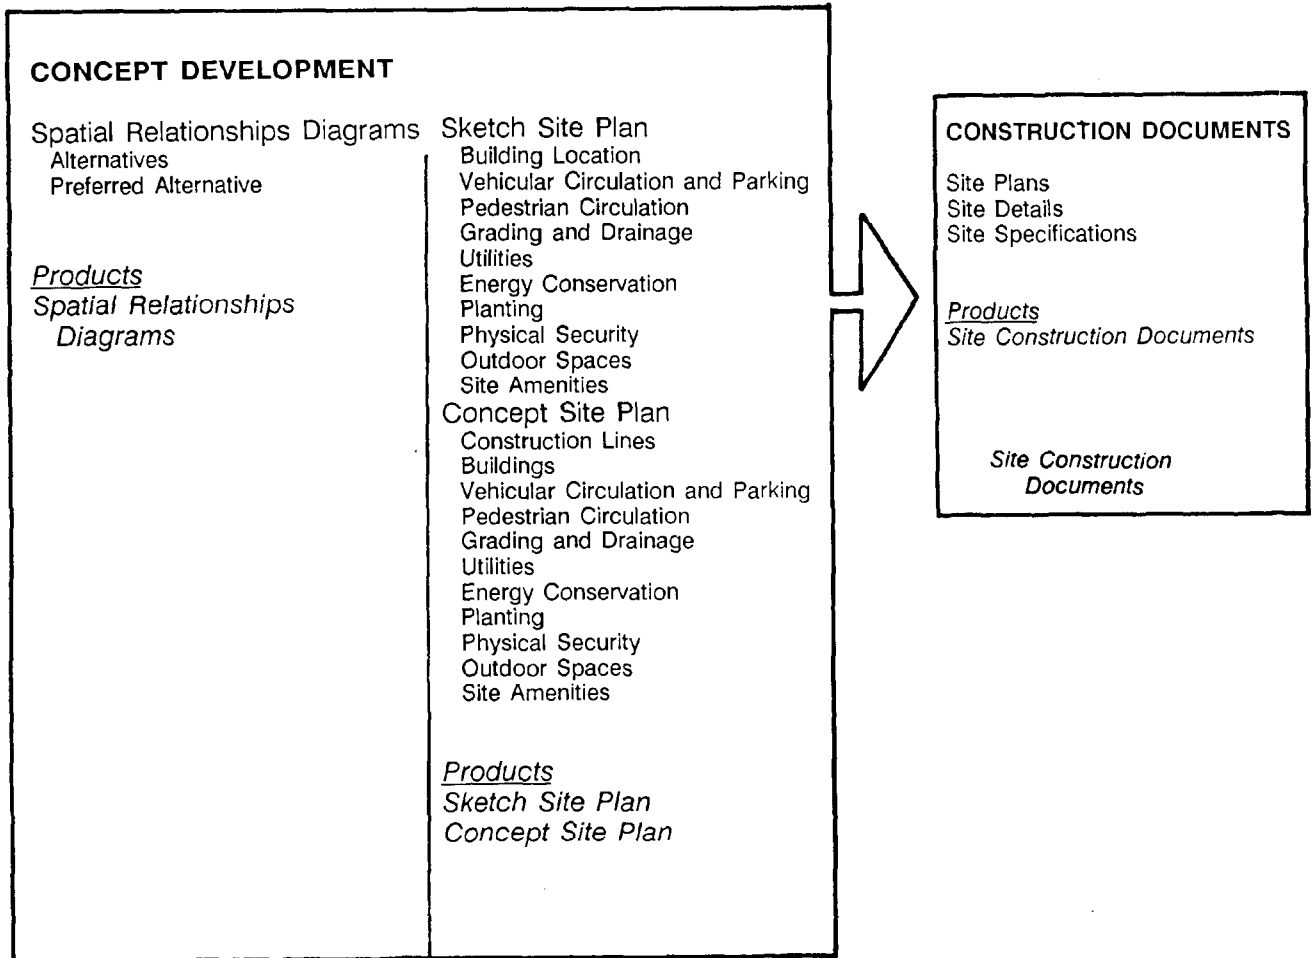 CONCEPT DEVELOPMENT
Spatial Relationships Diagrams
Alternatives
Preferred Alternative
Products
Spatial Relationships
Diagrams
Sketch Site Plan
Building Location
Vehicular Circulation and Parking
Pedestrian Circulation
Grading and Drainage
Utilities
Energy Conservation
Planting
Physical Security
Outdoor Spaces
Site Amenities
Concept Site Plan
Construction Lines
Buildings
Vehicular Circulation and Parking
Pedestrian Circulation
Grading and Drainage
Utilities
Energy Conservation
Planting
Physical Security
Outdoor Spaces
Site Amenities
Products
Sketch Site Plan
Concept Site Plan
CONSTRUCTION DOCUMENTS
Site Plans
Site Details
Site Specifications
Products
Site Construction Documents
Site Construction
Documents